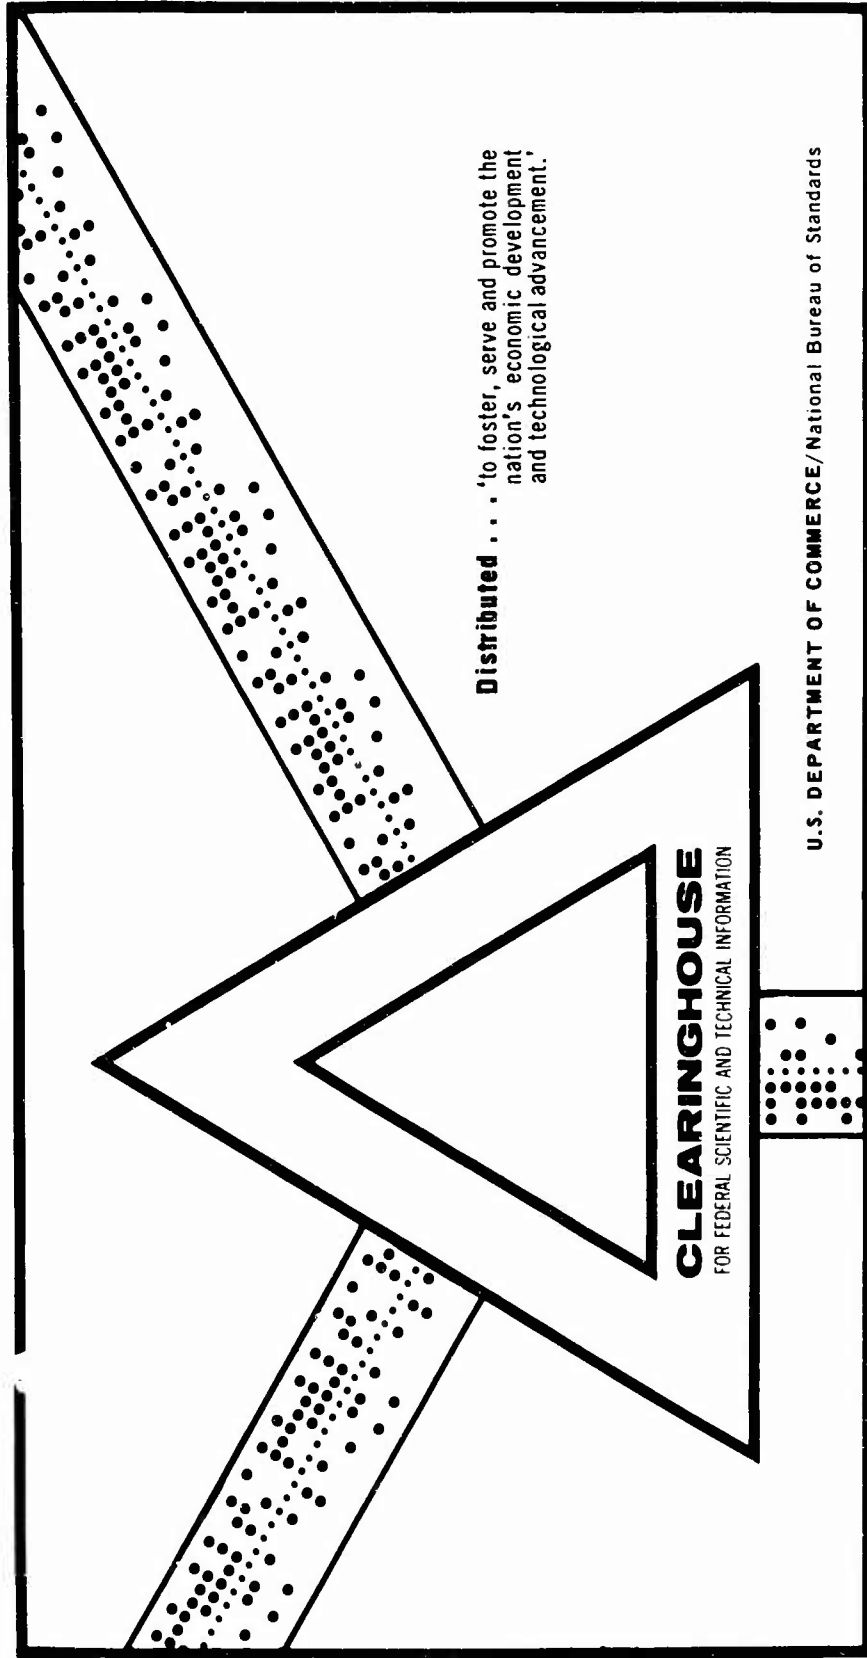 Distributed . . . 'to foster, serve and promote the
nation's economic development
and technological advancement.'
CLEARINGHOUSE
FOR FEDERAL SCIENTIFIC AND TECHNICAL INFORMATION
U.S. DEPARTMENT OF COMMERCE/National Bureau of Standards